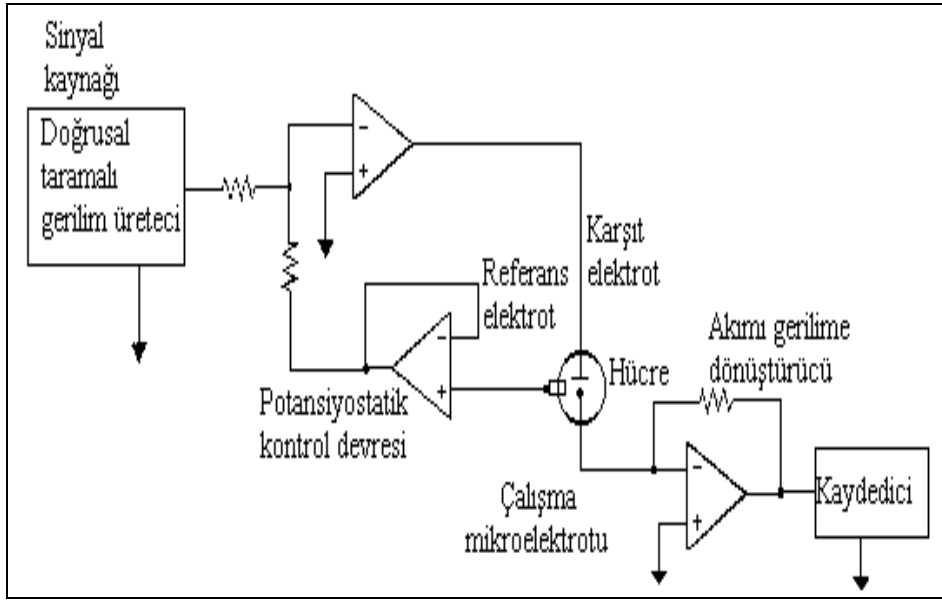 Sinyal
kaynağı
Doğrusal
taramalı
gerilim üreteci
−
+
Karşıt
elektrot
Referans
elektrot
−
+
Potansiyostatik
kontrol devresi
Hücre
Akımı gerilime
dönüştürücü
−
+
Çalışma
mikroelektrotu
Kaydedici